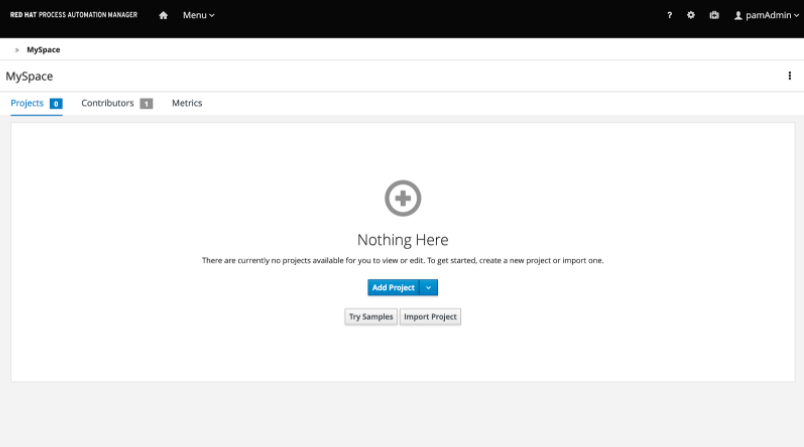 RED HAT PROCESS AUTOMATION MANAGER Menu ? pamAdmin
» MySpace
MySpace
Projects 0 Contributors 1 Metrics
Nothing Here
There are currently no projects available for you to view or edit. To get started, create a new project or import one.
Add Project
Try Samples Import Project